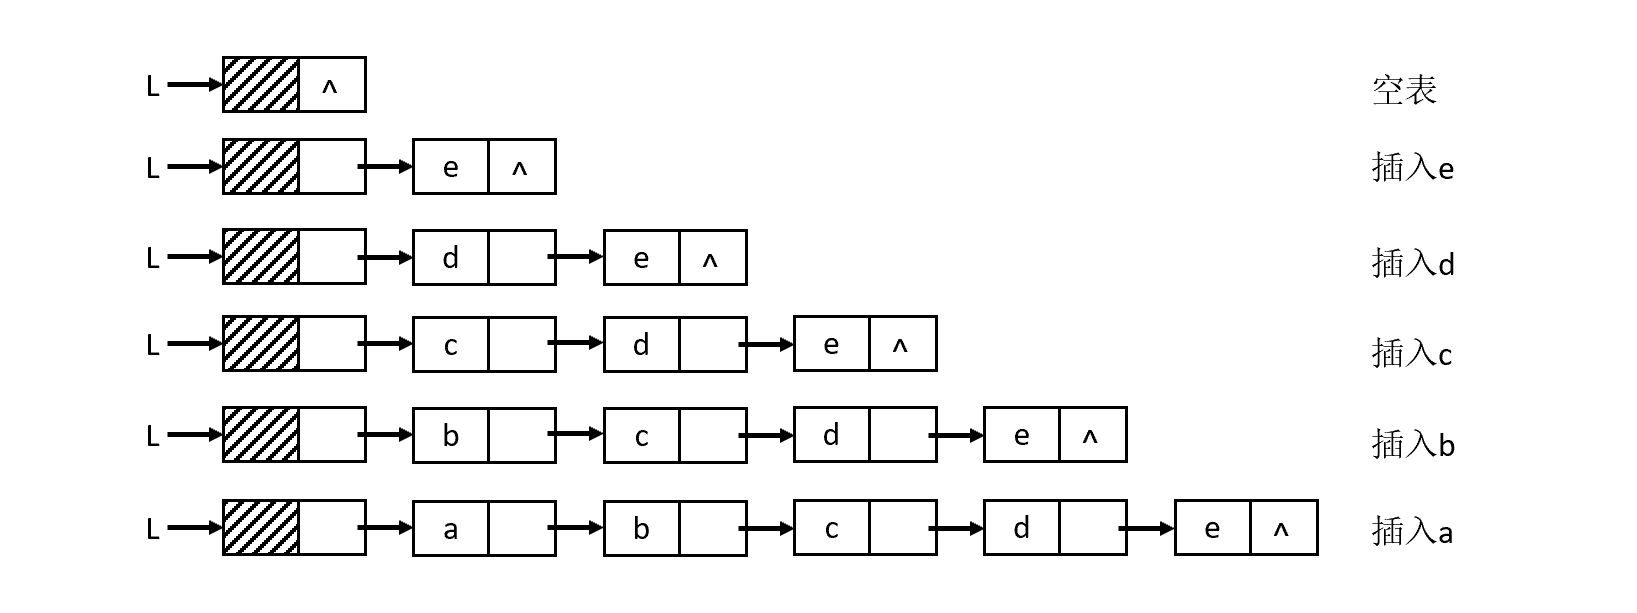 L ^ 空表
L e ^ 插入e
L d e ^ 插入d
L c d e ^ 插入c
L b c d e ^ 插入b
L a b c d e ^ 插入a